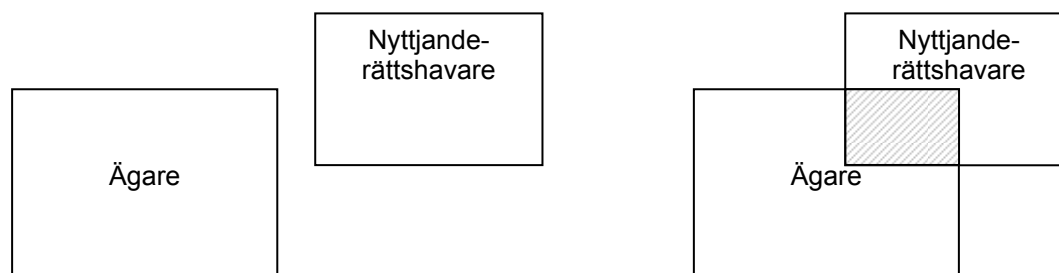 Nyttjande-
rättshavare
Ägare
Nyttjande-
rättshavare
Ägare